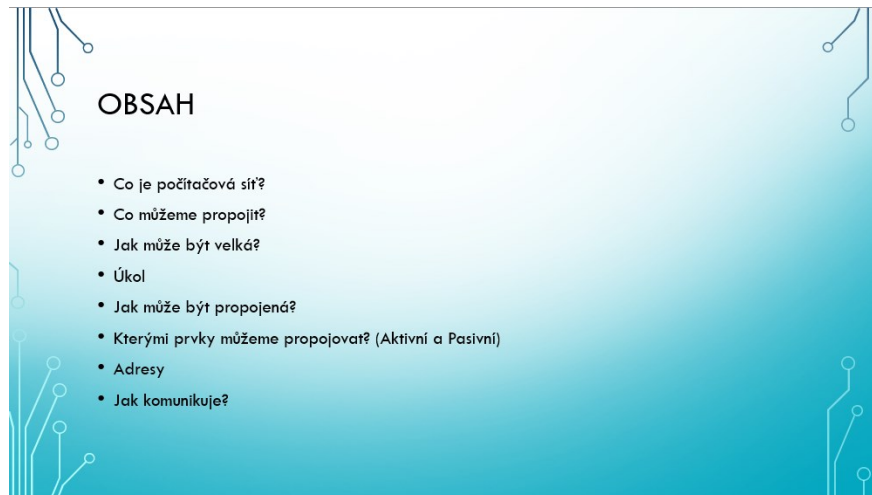 OBSAH
• Co je počítačová síť?
• Co můžeme propojit?
• Jak může být velká?
• Úkol
• Jak může být propojená?
• Kterými prvky můžeme propojovat? (Aktivní a Pasivní)
• Adresy
• Jak komunikuje?